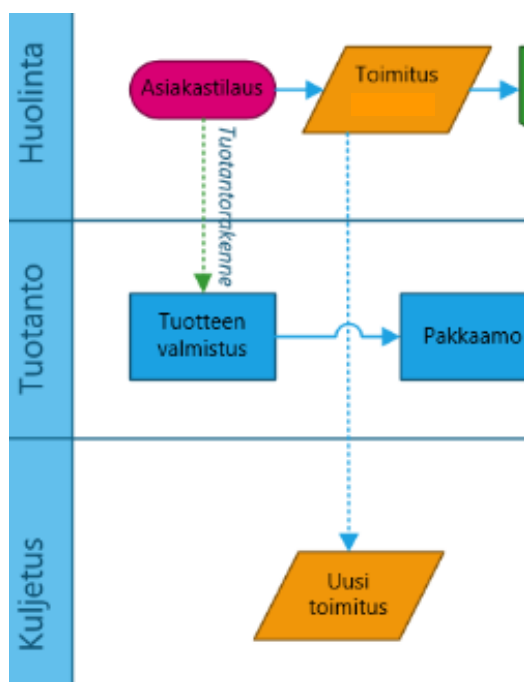 Huolinta
Asiakastilaus
Toimitus
Tuotantorakenne
Tuotanto
Tuotteen
valmistus
Pakkaamo
Kuljetus
Uusi
toimitus